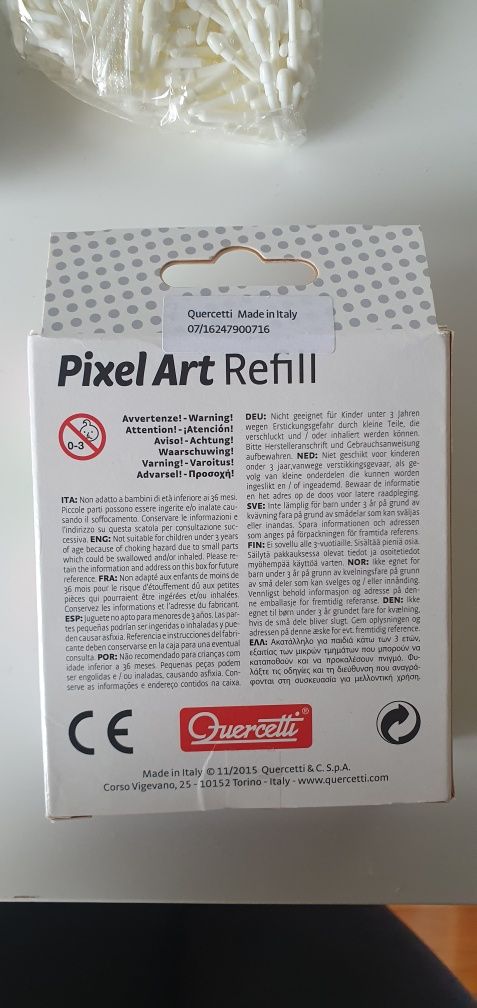 Quercetti Made in Italy
07/16247900716
Pixel Art Refill
0-3
Avvertenze! - Warning!
Attention! - ¡Atención!
Aviso! - Achtung!
Waarschuwing!
Varning! - Varoitus!
Advarsel! - Προσοχή!
ITA: Non adatto a bambini di età inferiore ai 36 mesi.
Piccole parti possono essere ingerite e/o inalate cau-
sando il soffocamento. Conservare le informazioni e
l'indirizzo su questa scatola per consultazione suc-
cessiva. ENG: Not suitable for children under 3 years
of age because of choking hazard due to small parts
which could be swallowed and/or inhaled. Please re-
tain the information and address on this box for future
reference. FRA: Non adapté aux enfants de moins de
36 mois pour le risque d'étouffement dû aux petites
pièces qui pourraient être ingérées et/ou inhalées.
Conservez les informations et l'adresse du fabricant.
ESP: Juguete no apto para menores de 3 años. Las par-
tes pequeñas podrían ser ingendas o inhaladas y pue-
den causar asfixia. Referencia e instrucciones del fabri-
cante deben conservarse en la caja para una eventual
consulta. POR: Não recomendado para crianças com
idade inferior a 36 meses. Pequenas peças podem
ser engolidas e / ou inaladas, causando asfixia. Con-
serve as informações e endereço contidos na caixa.
DEU: Nicht geeignet für Kinder unter 3 Jahren
wegen Erstickungsgefahr durch kleine Teile, die
verschluckt und / oder inhaliert werden können.
Bitte Herstelleranschrift und Gebrauchsanweisung
aufbewahren. NED: Niet geschikt voor kinderen
onder 3 jaar,vanwege verstikkingsgevaar, als ge-
volg van kleine onderdelen die kunnen worden
ingeslikt en / of ingeademd. Bewaar de informatie
en het adres op de doos voor latere raadpleging.
SVE: Inte lämplig för barn under 3 år på grund av
kvävning fara på grund av smådelar som kan sväljas
eller inandas. Spara informationen och adressen
som anges på förpackningen för framtida referens.
FIN: Ei sovellu alle 3-vuotiaille. Sisältää pieniä osia.
Säilytä pakkauksessa olevat tiedot ja osoitetiedot
myöhempää käyttöä varten. NOR: Ikke egnet for
barn under 3 år på grunn av kvelningsfare på grunn
av små deler som kan svelges og / eller innånding.
Vennligst behold informasjon og adresse på den-
ne emballasje for fremtidig referanse. DEN: Ikke
egnet til børn under 3 år grundet fare for kvælning,
hvis de små dele bliver slugt. Gem oplysningen og
adressen på denne æske for evt. fremtidig reference.
ΕΛΛ: Ακατάλληλο για παιδιά κάτω των 3 ετών,
εξαιτίας των μικρών τμημάτων που μπορούν να
καταποθούν και να προκαλέσουν πνιγμό. Φυ-
λάξτε τις οδηγίες και τη διεύθυνση που αναγρά-
φονται στη συσκευασία για μελλοντική χρήση.
CE
Quercetti®
Made in Italy © 11/2015 Quercetti & C. S.p.A.
Corso Vigevano, 25 - 10152 Torino - Italy - www.quercetti.com